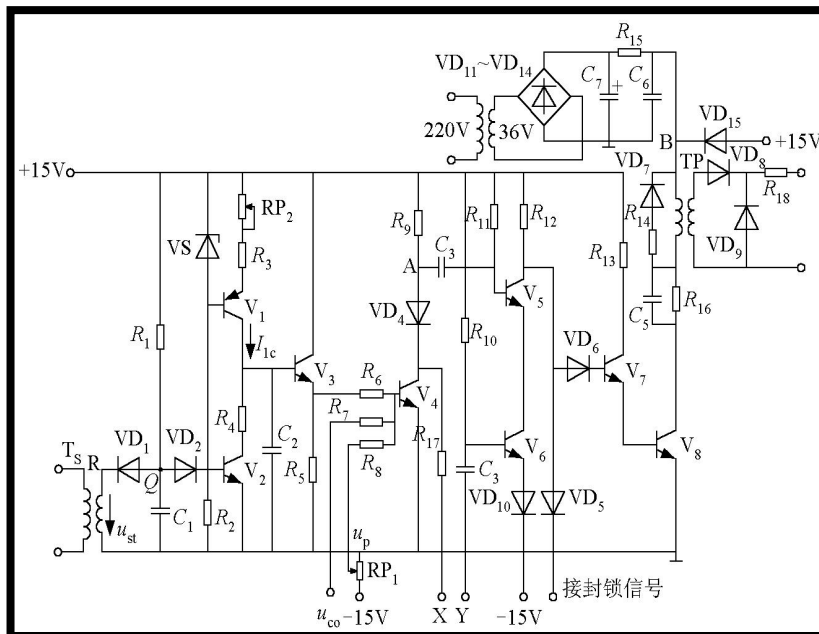 R15
VD11~VD14
C7
+
C6
220V
36V
B
VD15
+15V
VD7
TP
VD8
+15V
RP2
R18
R9
R11
R12
R14
VS
R3
C3
VD9
A
R13
V1
V5
R16
VD4
C5
R1
I1c
R10
VD6
V3
R6
V7
R7
V4
R4
C2
R17
VD1
VD2
V6
V8
TS
R
R5
R8
V2
Q
C3
VD10
VD5
C1
R2
ust
up
RP1
接封锁信号
uco
-15V
X
Y
-15V